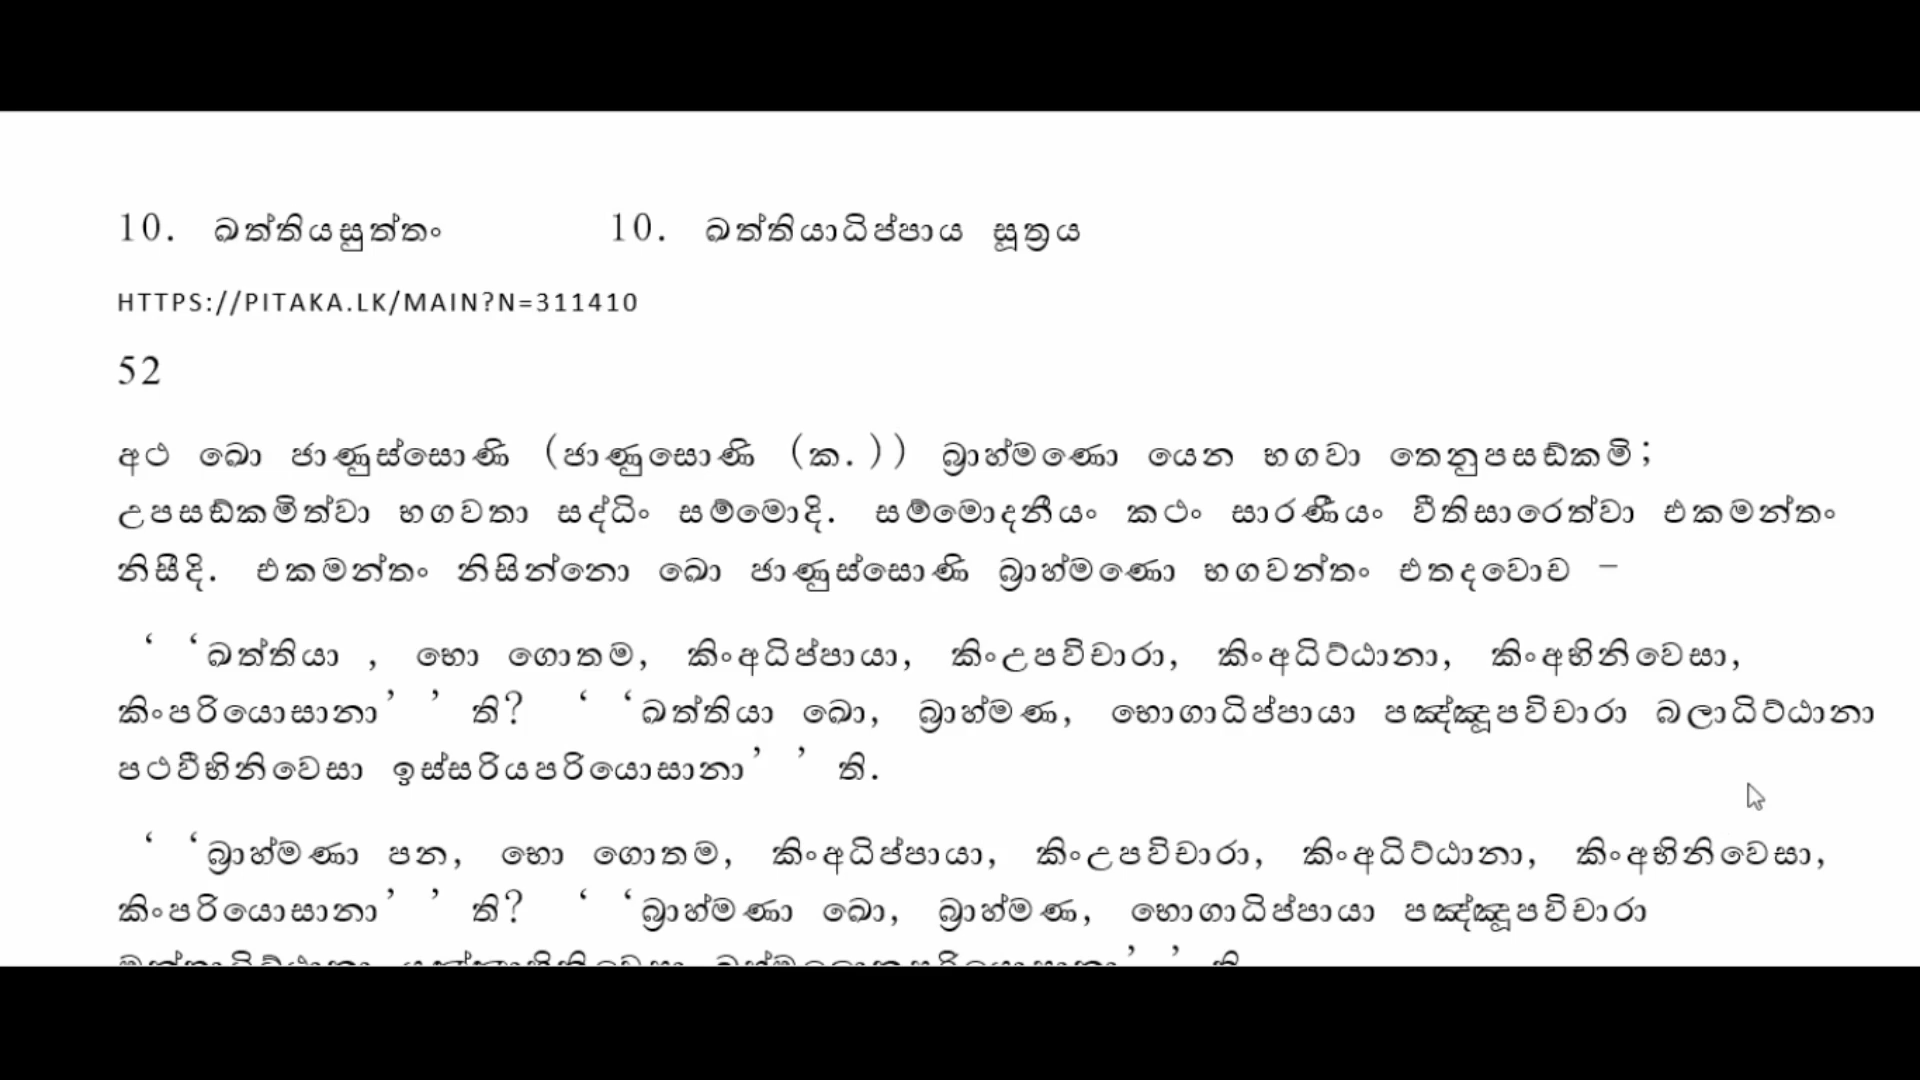 10. ඛත්තියසුත්තං 10. ඛත්තියාධිප්පාය සූත්‍රය
HTTPS://PITAKA.LK/MAIN?N=311410
52
අථ ඛො ජාණුස්සොණි (ජාණුසොණි (ක.)) බ්‍රාහ්මණො යෙන භගවා තෙනුපසඞ්කමි;
උපසඞ්කමිත්වා භගවතා සද්ධිං සම්මොදි. සම්මොදනීයං කථං සාරණීයං වීතිසාරෙත්වා එකමන්තං
නිසීදි. එකමන්තං නිසින්නො ඛො ජාණුස්සොණි බ්‍රාහ්මණො භගවන්තං එතදවොච –
‘ ‘ඛත්තියා , භො ගොතම, කිංඅධිප්පායා, කිංඋපවිචාරා, කිංඅධිට්ඨානා, කිංඅභිනිවෙසා,
කිංපරියොසානා’ ’ ති? ‘ ‘ඛත්තියා ඛො, බ්‍රාහ්මණ, භොගාධිප්පායා පඤ්ඤූපවිචාරා බලාධිට්ඨානා
පථවීභිනිවෙසා ඉස්සරියපරියොසානා’ ’ ති.
‘ ‘බ්‍රාහ්මණා පන, භො ගොතම, කිංඅධිප්පායා, කිංඋපවිචාරා, කිංඅධිට්ඨානා, කිංඅභිනිවෙසා,
කිංපරියොසානා’ ’ ති? ‘ ‘බ්‍රාහ්මණා ඛො, බ්‍රාහ්මණ, භොගාධිප්පායා පඤ්ඤූපවිචාරා